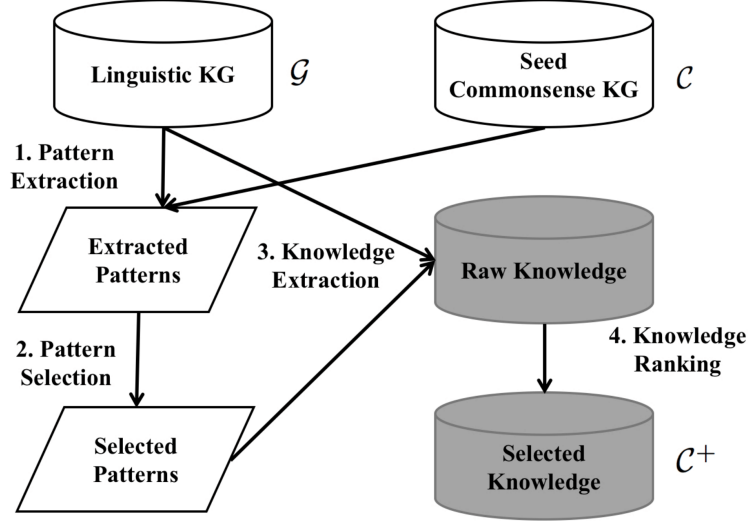 Linguistic KG
𝒢
Seed
Commonsense KG
𝒞
1. Pattern
Extraction
Extracted
Patterns
3. Knowledge
Extraction
Raw Knowledge
2. Pattern
Selection
4. Knowledge
Ranking
Selected
Patterns
Selected
Knowledge
𝒞+